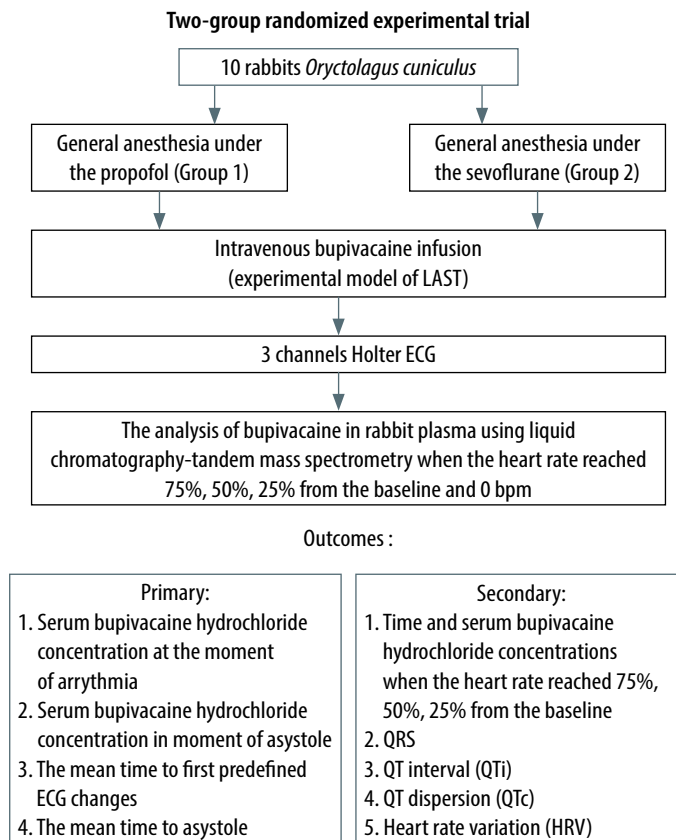 Two-group randomized experimental trial
10 rabbits Oryctolagus cuniculus
General anesthesia under
the propofol (Group 1)
General anesthesia under
the sevoflurane (Group 2)
Intravenous bupivacaine infusion
(experimental model of LAST)
3 channels Holter ECG
The analysis of bupivacaine in rabbit plasma using liquid
chromatography-tandem mass spectrometry when the heart rate reached
75%, 50%, 25% from the baseline and 0 bpm
Outcomes :
Primary:
1. Serum bupivacaine hydrochloride
concentration at the moment
of arrythmia
2. Serum bupivacaine hydrochloride
concentration in moment of asystole
3. The mean time to first predefined
ECG changes
4. The mean time to asystole
Secondary:
1. Time and serum bupivacaine
hydrochloride concentrations
when the heart rate reached 75%,
50%, 25% from the baseline
2. QRS
3. QT interval (QTi)
4. QT dispersion (QTc)
5. Heart rate variation (HRV)